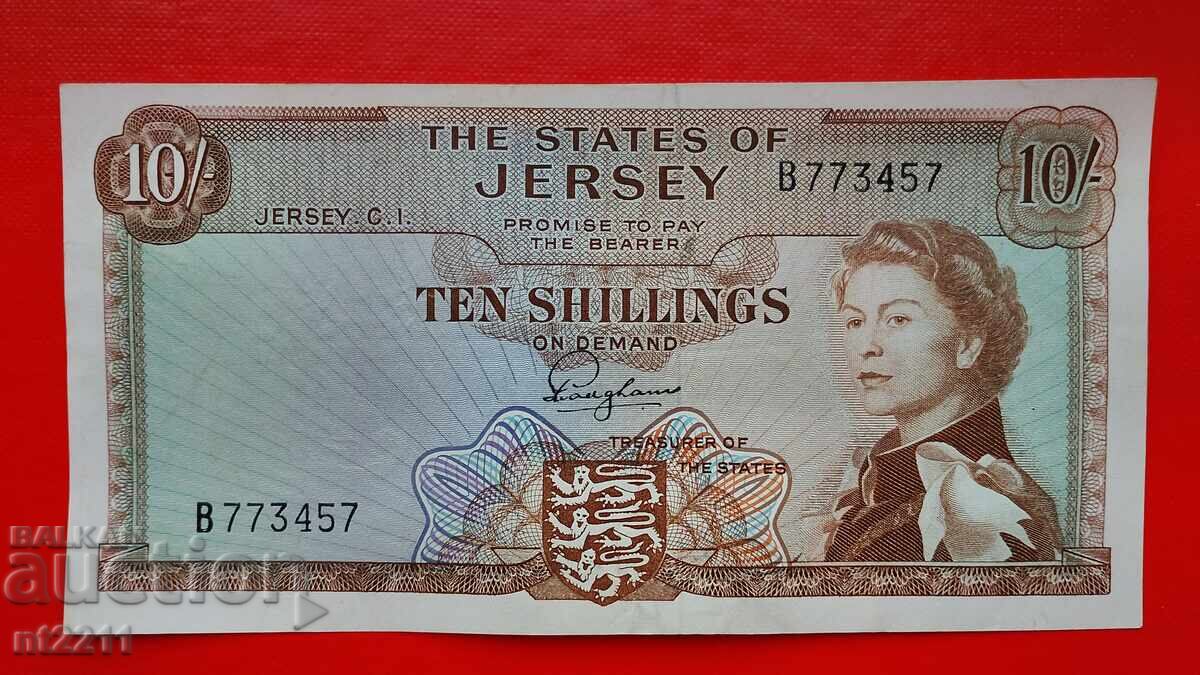 THE STATES OF
JERSEY
B773457
10/-
10/-
JERSEY. C.I.
PROMISE TO PAY
THE BEARER
TEN SHILLINGS
ON DEMAND
TREASURER OF
THE STATES
B773457
BALKAN
auction
nt2211